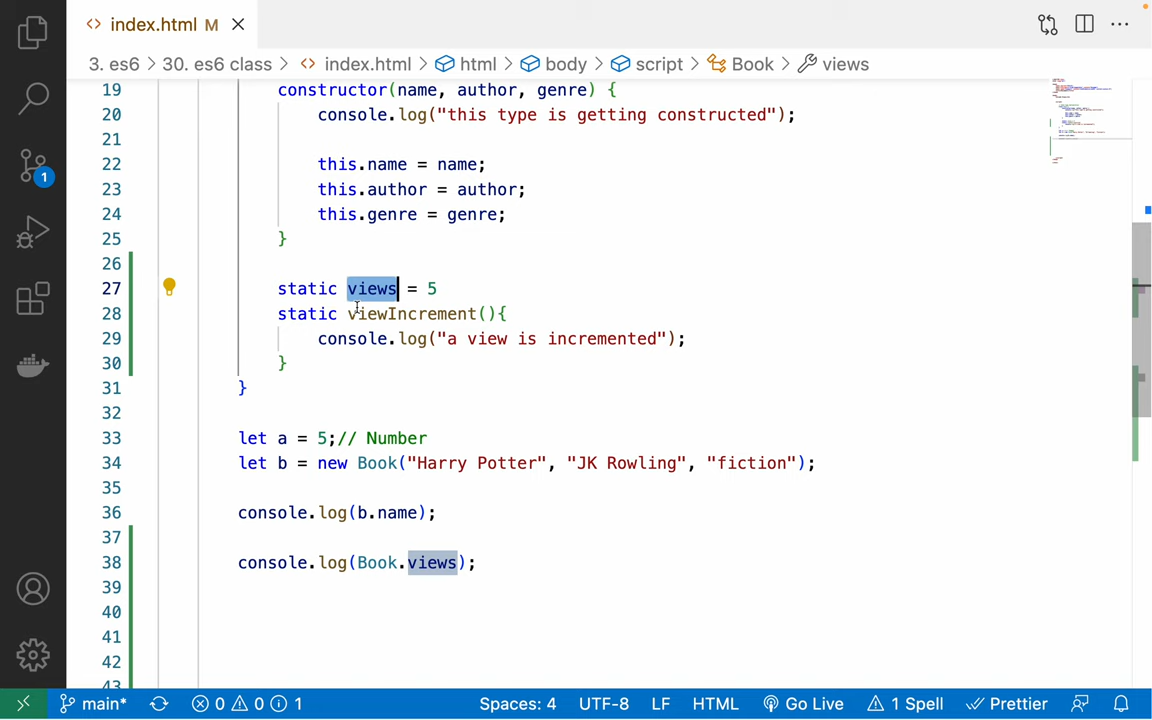 index.html M
3. es6 > 30. es6 class > index.html > html > body > script > Book > views
19 constructor(name, author, genre) {
20 console.log("this type is getting constructed");
21
22 this.name = name;
23 this.author = author;
24 this.genre = genre;
25 }
26
27 static views = 5
28 static viewIncrement(){
29 console.log("a view is incremented");
30 }
31 }
32
33 let a = 5;// Number
34 let b = new Book("Harry Potter", "JK Rowling", "fiction");
35
36 console.log(b.name);
37
38 console.log(Book.views);
39
40
41
42
43
1
main* 0 0 1 Spaces: 4 UTF-8 LF HTML Go Live 1 Spell Prettier